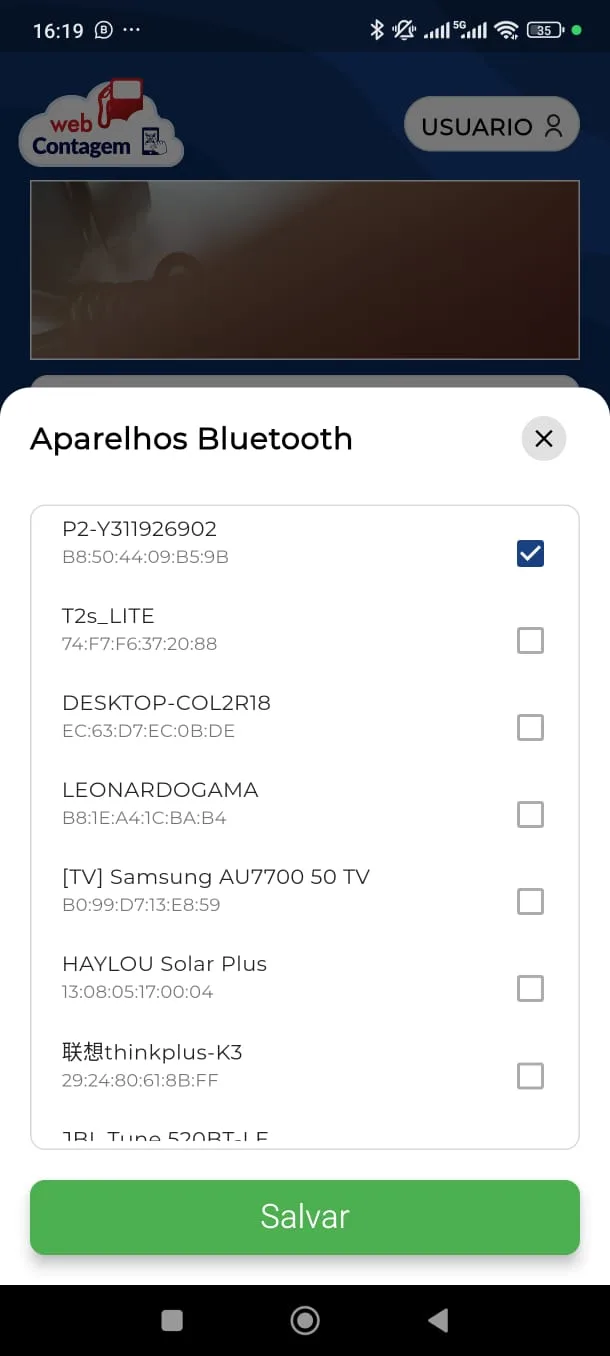 16:19
5G
35
web
Contagem
USUARIO
Aparelhos Bluetooth
P2-Y311926902
B8:50:44:09:B5:9B
T2s_LITE
74:F7:F6:37:20:88
DESKTOP-COL2R18
EC:63:D7:EC:0B:DE
LEONARDOGAMA
B8:1E:A4:1C:BA:B4
[TV] Samsung AU7700 50 TV
B0:99:D7:13:E8:59
HAYLOU Solar Plus
13:08:05:17:00:04
联想thinkplus-K3
29:24:80:61:8B:FF
JBL Tune 520BT-LE
Salvar